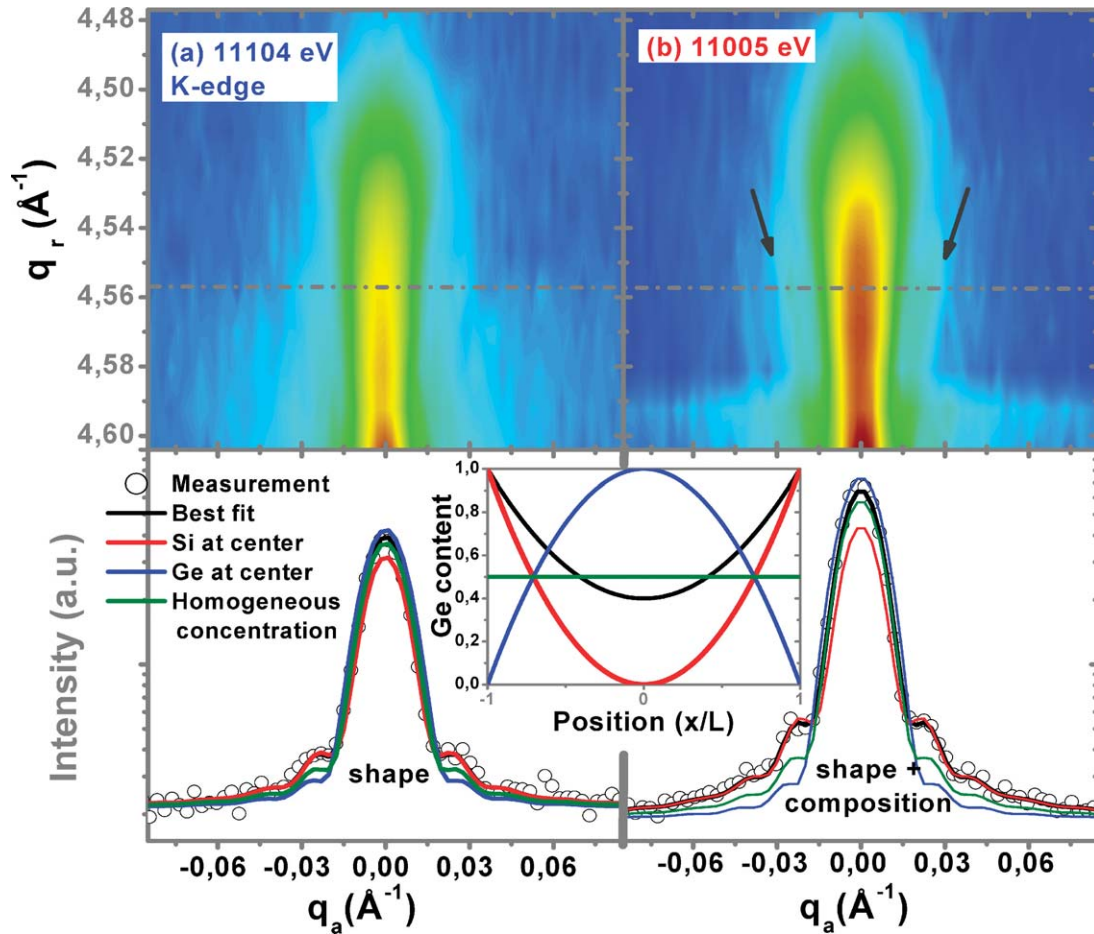 (a) 11104 eV
K-edge
(b) 11005 eV
4,48
4,50
4,52
4,54
4,56
4,58
4,60
q r (Å-1)
Measurement
Best fit
Si at center
Ge at center
Homogeneous
concentration
Intensity (a.u.)
shape
Ge content
1,0
0,8
0,6
0,4
0,2
0,0
-1 0 1
Position (x/L)
shape +
composition
-0,06 -0,03 0,00 0,03 0,06
-0,06 -0,03 0,00 0,03 0,06
qa(Å-1)
qa(Å-1)